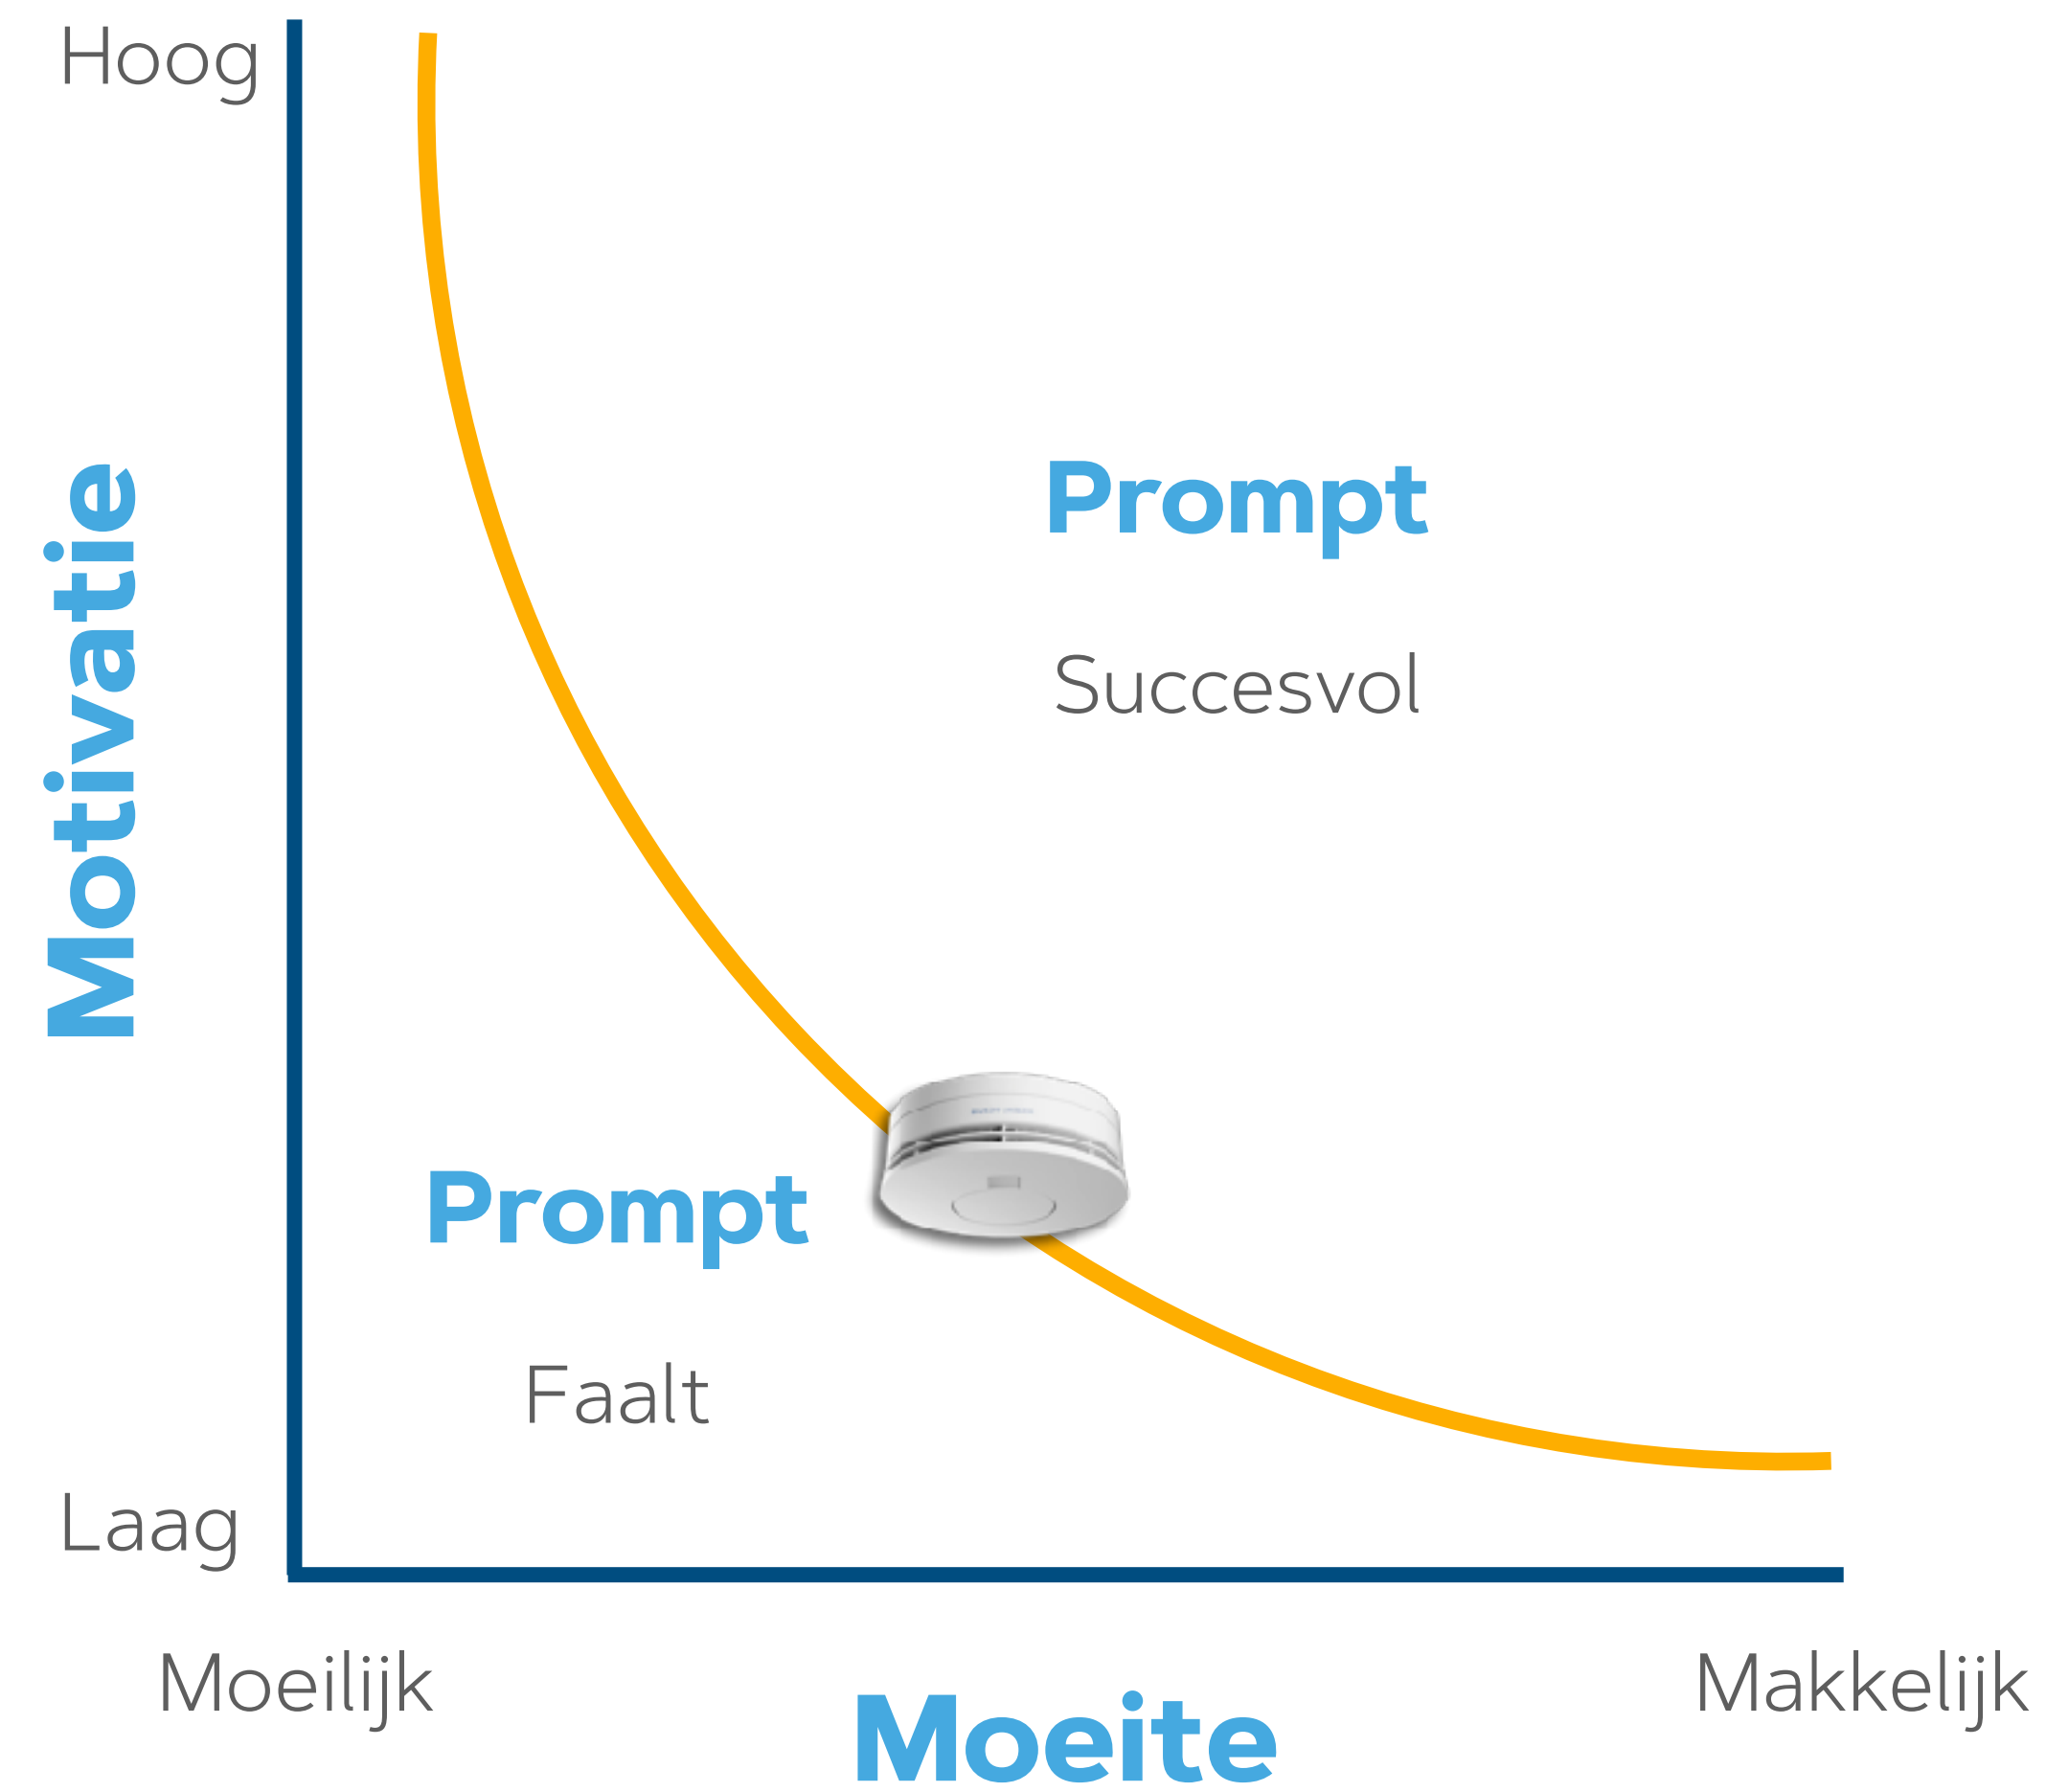 Hoog
Motivatie
Prompt
Succesvol
Prompt
Faalt
Laag
Moeilijk
Makkelijk
Moeite